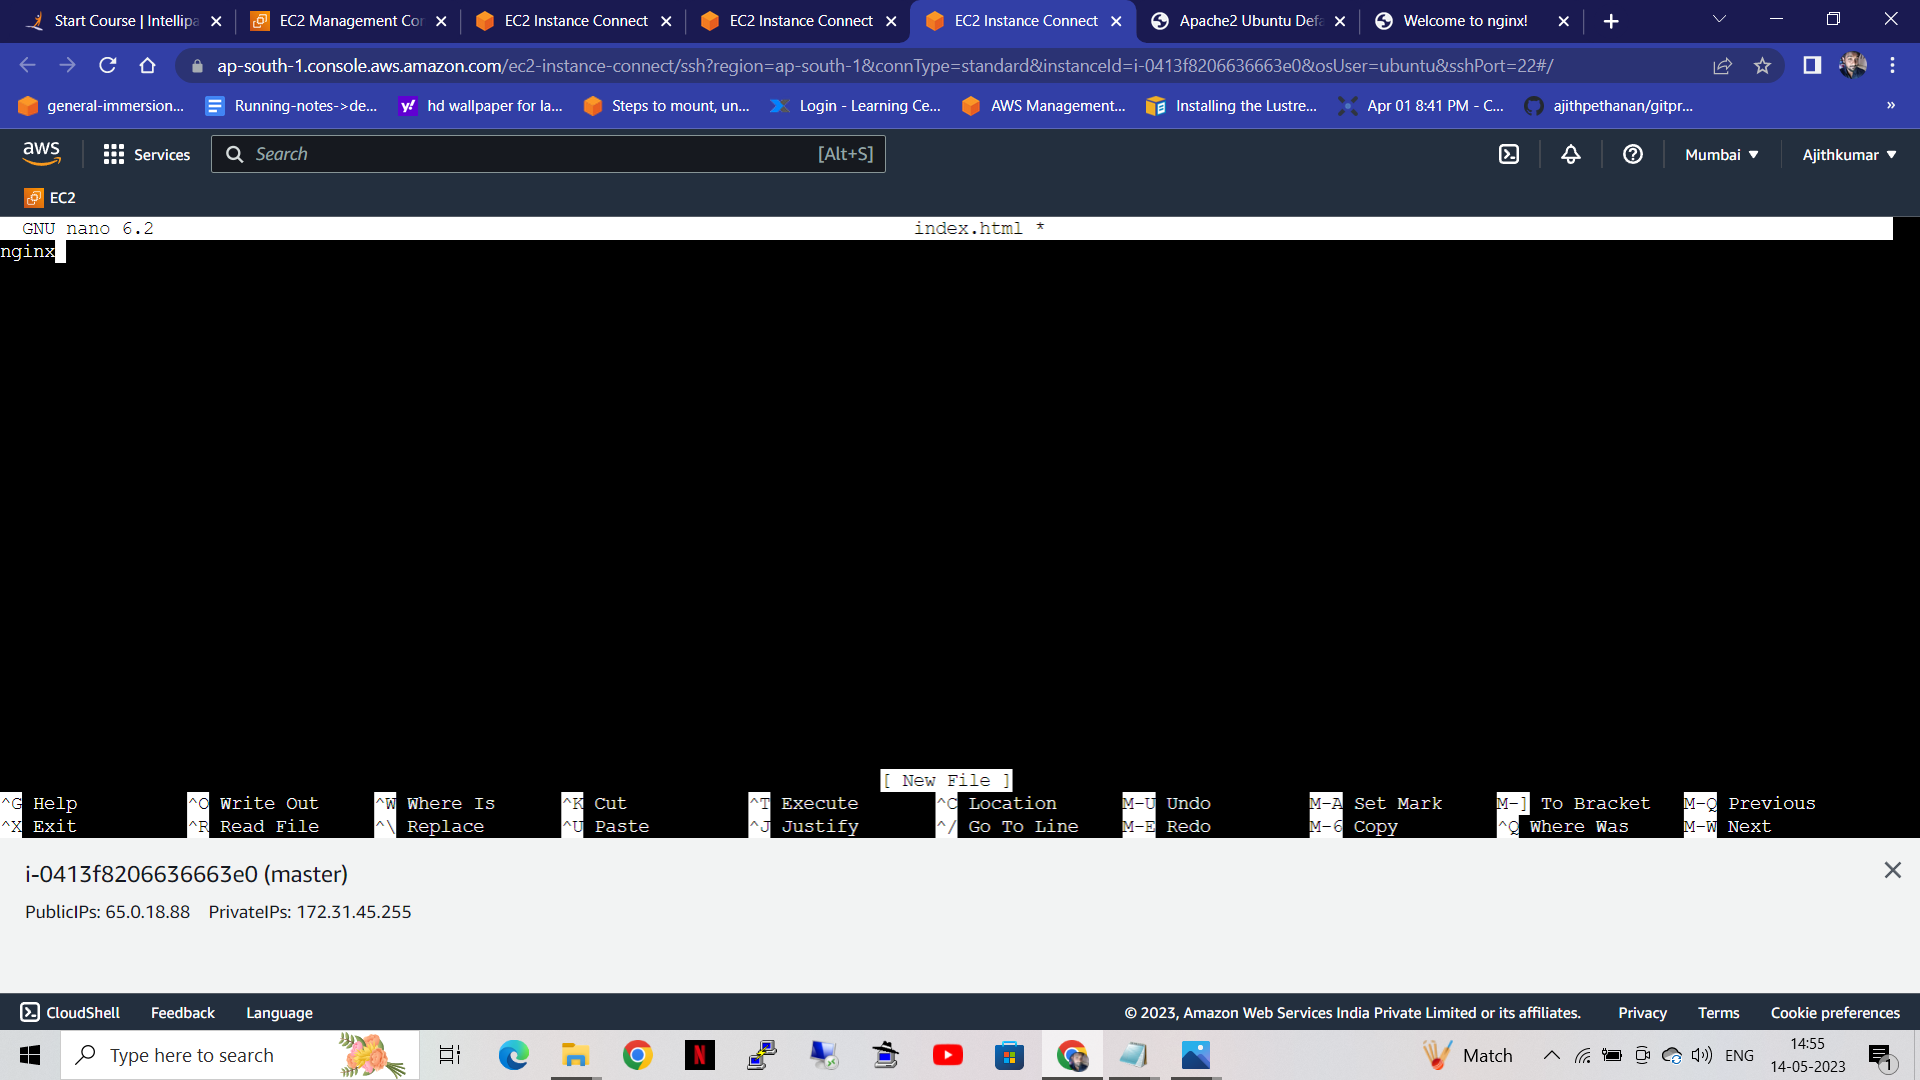 Start Course | Intellipa
EC2 Management Cor
EC2 Instance Connect
EC2 Instance Connect
EC2 Instance Connect
Apache2 Ubuntu Defa
Welcome to nginx!
ap-south-1.console.aws.amazon.com/ec2-instance-connect/ssh?region=ap-south-1&connType=standard&instanceId=i-0413f8206636663e0&osUser=ubuntu&sshPort=22#/
general-immersion...
Running-notes->de...
hd wallpaper for la...
Steps to mount, un...
Login - Learning Ce...
AWS Management...
Installing the Lustre...
Apr 01 8:41 PM - C...
ajithpethanan/gitpr...
»
aws
Services
Search
[Alt+S]
Mumbai ▼
Ajithkumar ▼
EC2
GNU nano 6.2 index.html *
nginx
[ New File ]
^G Help ^O Write Out ^W Where Is ^K Cut ^T Execute ^C Location M-U Undo M-A Set Mark M-] To Bracket M-Q Previous
^X Exit ^R Read File ^\ Replace ^U Paste ^J Justify ^/ Go To Line M-E Redo M-6 Copy ^Q Where Was M-W Next
i-0413f8206636663e0 (master)
PublicIPs: 65.0.18.88 PrivateIPs: 172.31.45.255
CloudShell Feedback Language
© 2023, Amazon Web Services India Private Limited or its affiliates. Privacy Terms Cookie preferences
Type here to search
Match
ENG
14:55
14-05-2023
1